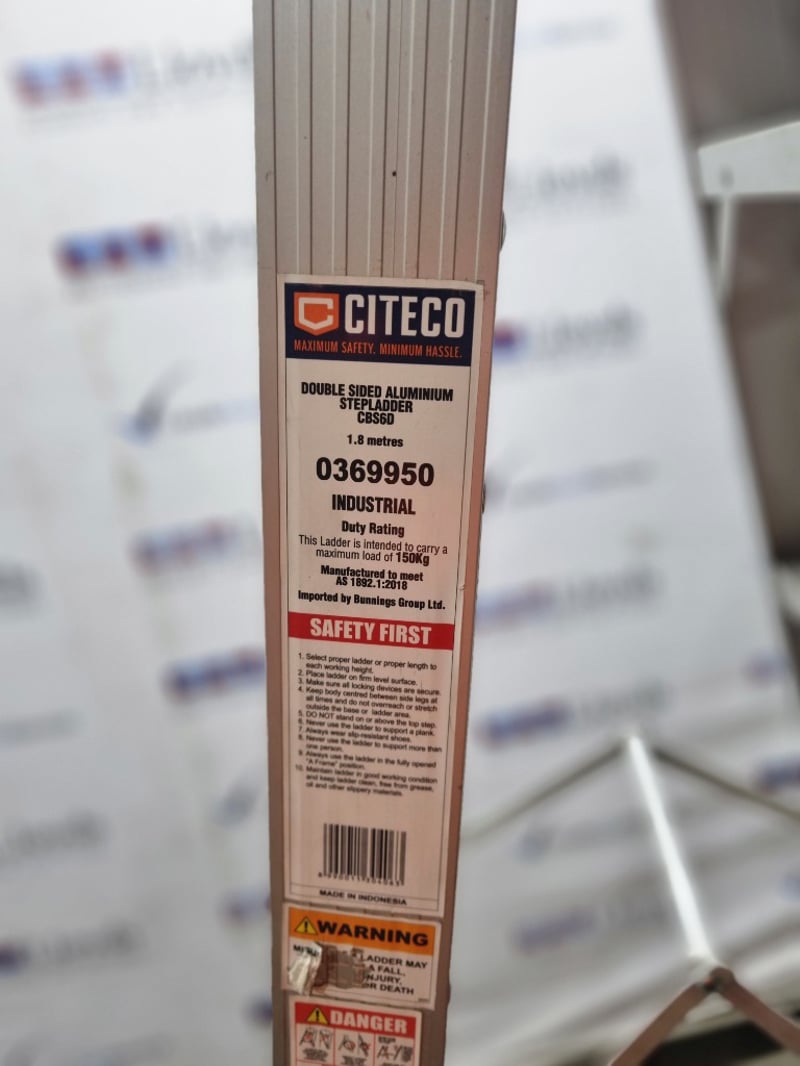 CITECO
MAXIMUM SAFETY. MINIMUM HASSLE.
DOUBLE SIDED ALUMINIUM
STEPLADDER
CBS6D
1.8 metres
0369950
INDUSTRIAL
Duty Rating
This Ladder is intended to carry a
maximum load of 150Kg
Manufactured to meet
AS 1892.1:2018
Imported by Bunnings Group Ltd.
SAFETY FIRST
1. Select proper ladder or proper length to
each working height.
2. Place ladder on firm level surface.
3. Make sure all locking devices are secure.
4. Keep body centred between side legs at
all times and do not overreach or stretch
outside the base or ladder area.
5. DO NOT stand on or above the top step.
6. Never use the ladder to support a plank.
7. Always wear slip-resistant shoes.
8. Never use the ladder to support more than
one person.
9. Always use the ladder in the fully opened
"A Frame" position.
10. Maintain ladder in good working condition
and keep ladder clean, free from grease,
oil and other slippery materials.
MADE IN INDONESIA
WARNING
LADDER MAY
A FALL,
INJURY,
OR DEATH
DANGER